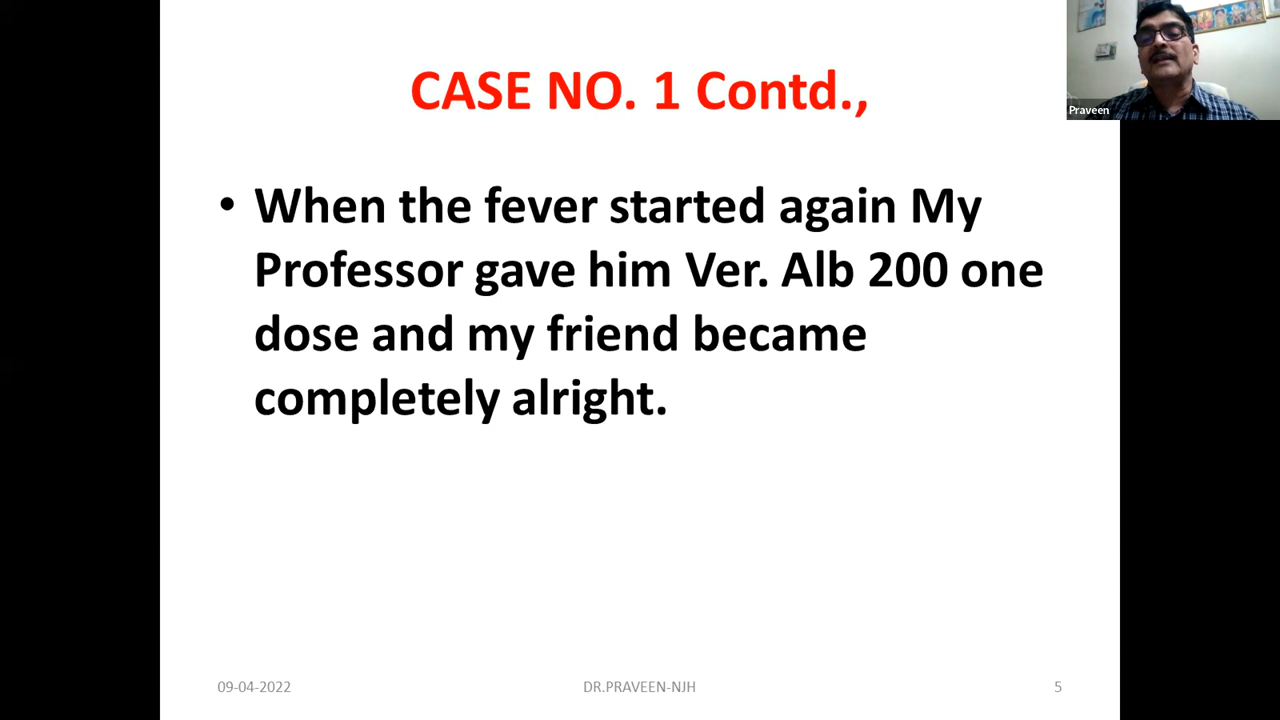 CASE NO. 1 Contd.,
Praveen
• When the fever started again My
Professor gave him Ver. Alb 200 one
dose and my friend became
completely alright.
09-04-2022
DR.PRAVEEN-NJH
5